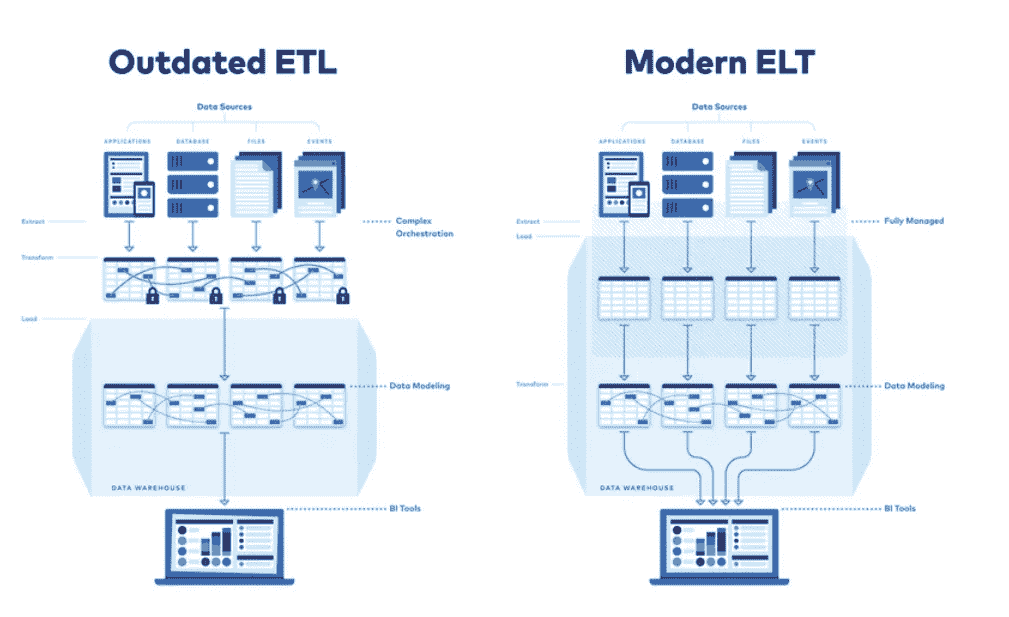 Outdated ETL
Data Sources
APPLICATIONS
DATABASE
FILES
EVENTS
Extract
Complex
Orchestration
Transform
Load
Data Modeling
DATA WAREHOUSE
BI Tools
Modern ELT
Data Sources
APPLICATIONS
DATABASE
FILES
EVENTS
Extract
Fully Managed
Load
Transform
Data Modeling
DATA WAREHOUSE
BI Tools